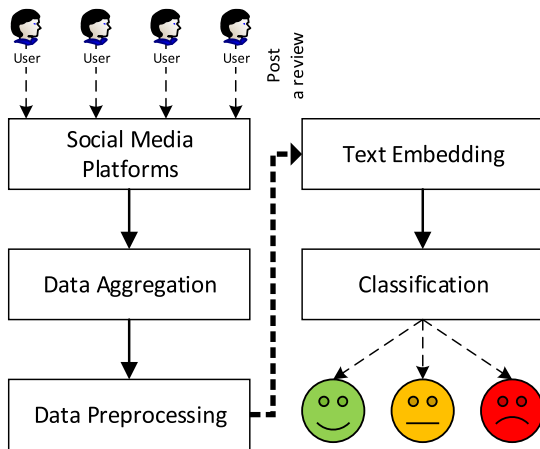 User
User
User
User
Post
a review
Social Media
Platforms
Data Aggregation
Data Preprocessing
Text Embedding
Classification